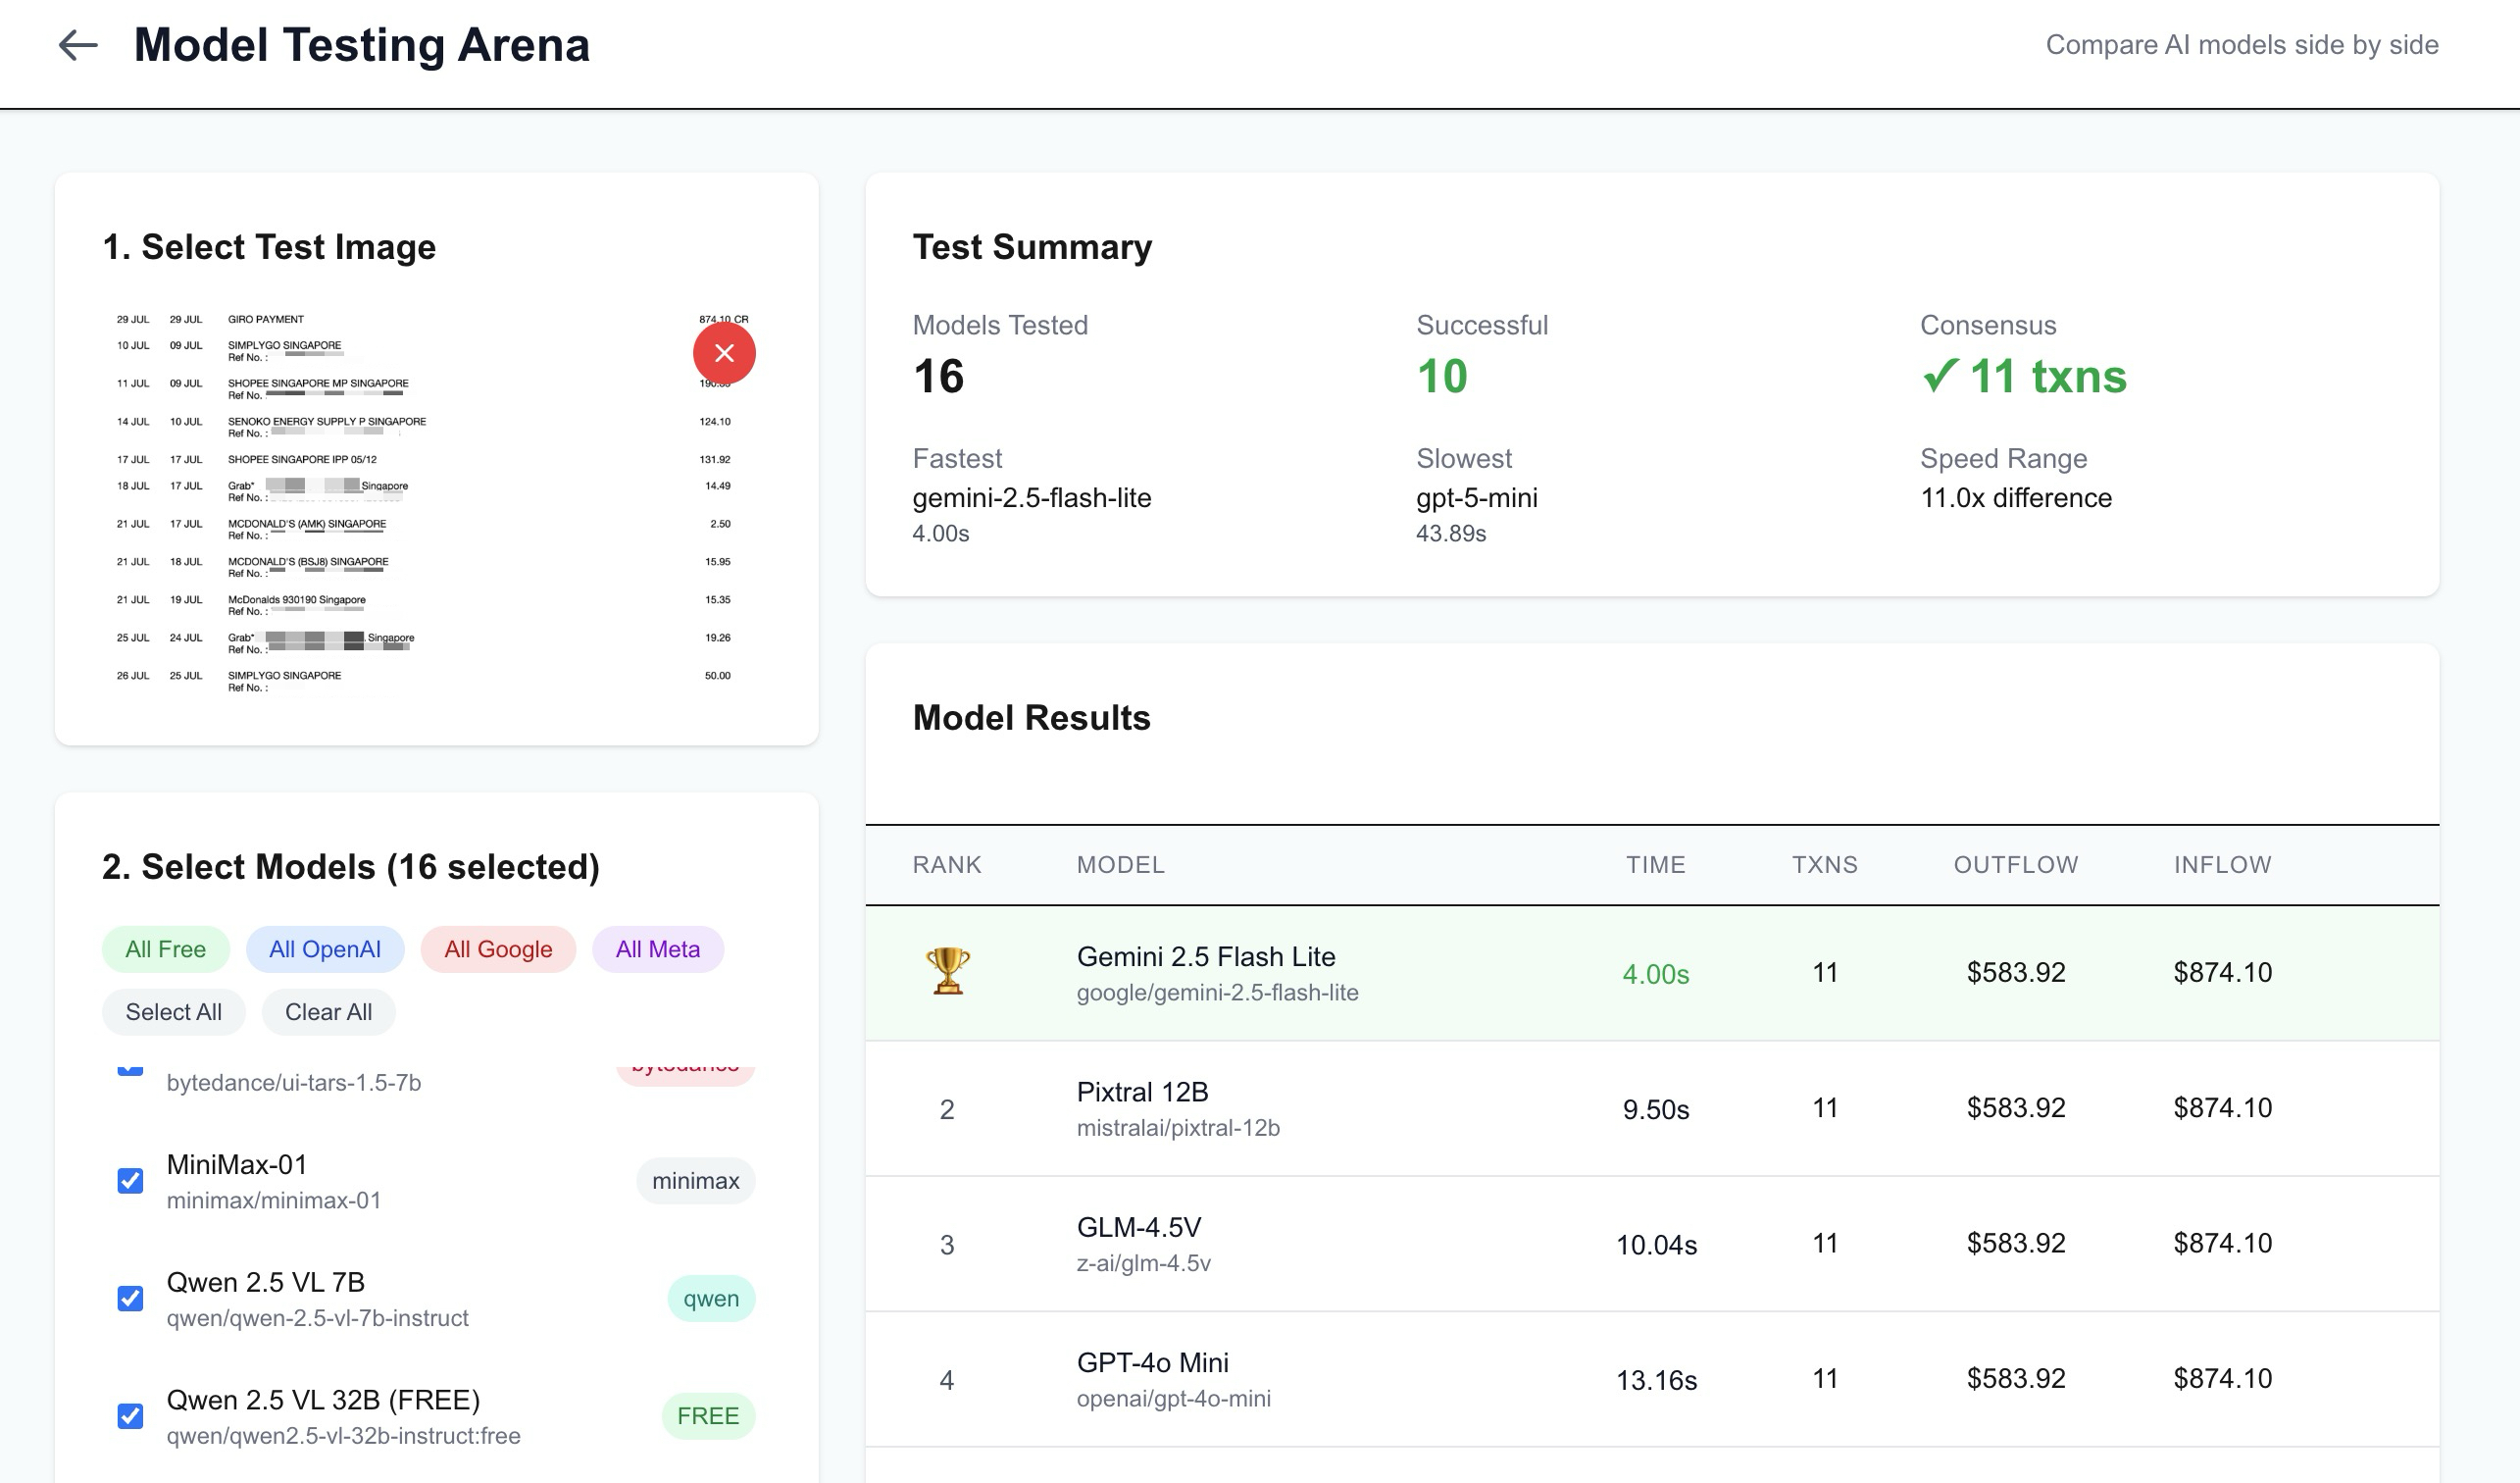 Model Testing Arena
Compare AI models side by side
1. Select Test Image
29 JUL 29 JUL GIRO PAYMENT 874.10 CR
10 JUL 09 JUL SIMPLYGO SINGAPORE
Ref No. :
11 JUL 09 JUL SHOPEE SINGAPORE MP SINGAPORE
Ref No. :
14 JUL 10 JUL SENOKO ENERGY SUPPLY P SINGAPORE 124.10
Ref No. :
17 JUL 17 JUL SHOPEE SINGAPORE IPP 05/12 131.92
18 JUL 17 JUL Grab* Singapore 14.49
Ref No. :
21 JUL 17 JUL MCDONALD'S (AMK) SINGAPORE 2.50
Ref No. :
21 JUL 18 JUL MCDONALD'S (BSJ8) SINGAPORE 15.95
Ref No. :
21 JUL 19 JUL McDonalds 930190 Singapore 15.35
Ref No. :
25 JUL 24 JUL Grab* Singapore 19.26
Ref No. :
26 JUL 25 JUL SIMPLYGO SINGAPORE 50.00
Ref No. :
2. Select Models (16 selected)
All Free All OpenAI All Google All Meta
Select All Clear All
bytedance
bytedance/ui-tars-1.5-7b
MiniMax-01
minimax/minimax-01
minimax
Qwen 2.5 VL 7B
qwen/qwen-2.5-vl-7b-instruct
qwen
Qwen 2.5 VL 32B (FREE)
qwen/qwen2.5-vl-32b-instruct:free
FREE
Test Summary
Models Tested Successful Consensus
16 10 ✓ 11 txns
Fastest Slowest Speed Range
gemini-2.5-flash-lite gpt-5-mini 11.0x difference
4.00s 43.89s
Model Results
RANK MODEL TIME TXNS OUTFLOW INFLOW
Gemini 2.5 Flash Lite 4.00s 11 $583.92 $874.10
google/gemini-2.5-flash-lite
2 Pixtral 12B 9.50s 11 $583.92 $874.10
mistralai/pixtral-12b
3 GLM-4.5V 10.04s 11 $583.92 $874.10
z-ai/glm-4.5v
4 GPT-4o Mini 13.16s 11 $583.92 $874.10
openai/gpt-4o-mini